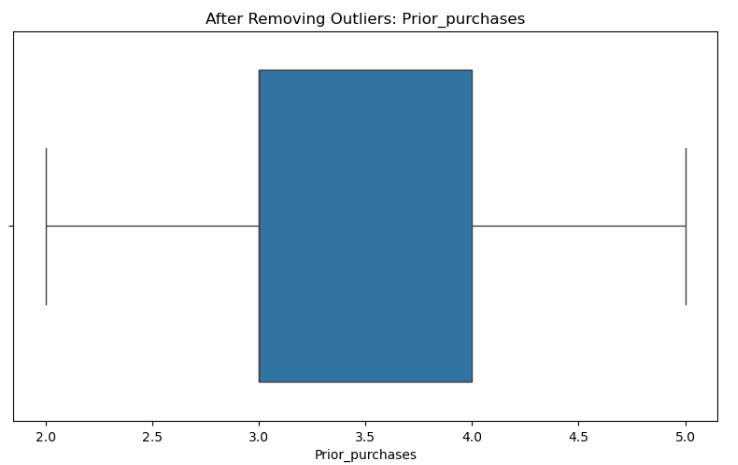 After Removing Outliers: Prior_purchases
2.0 2.5 3.0 3.5 4.0 4.5 5.0
Prior_purchases